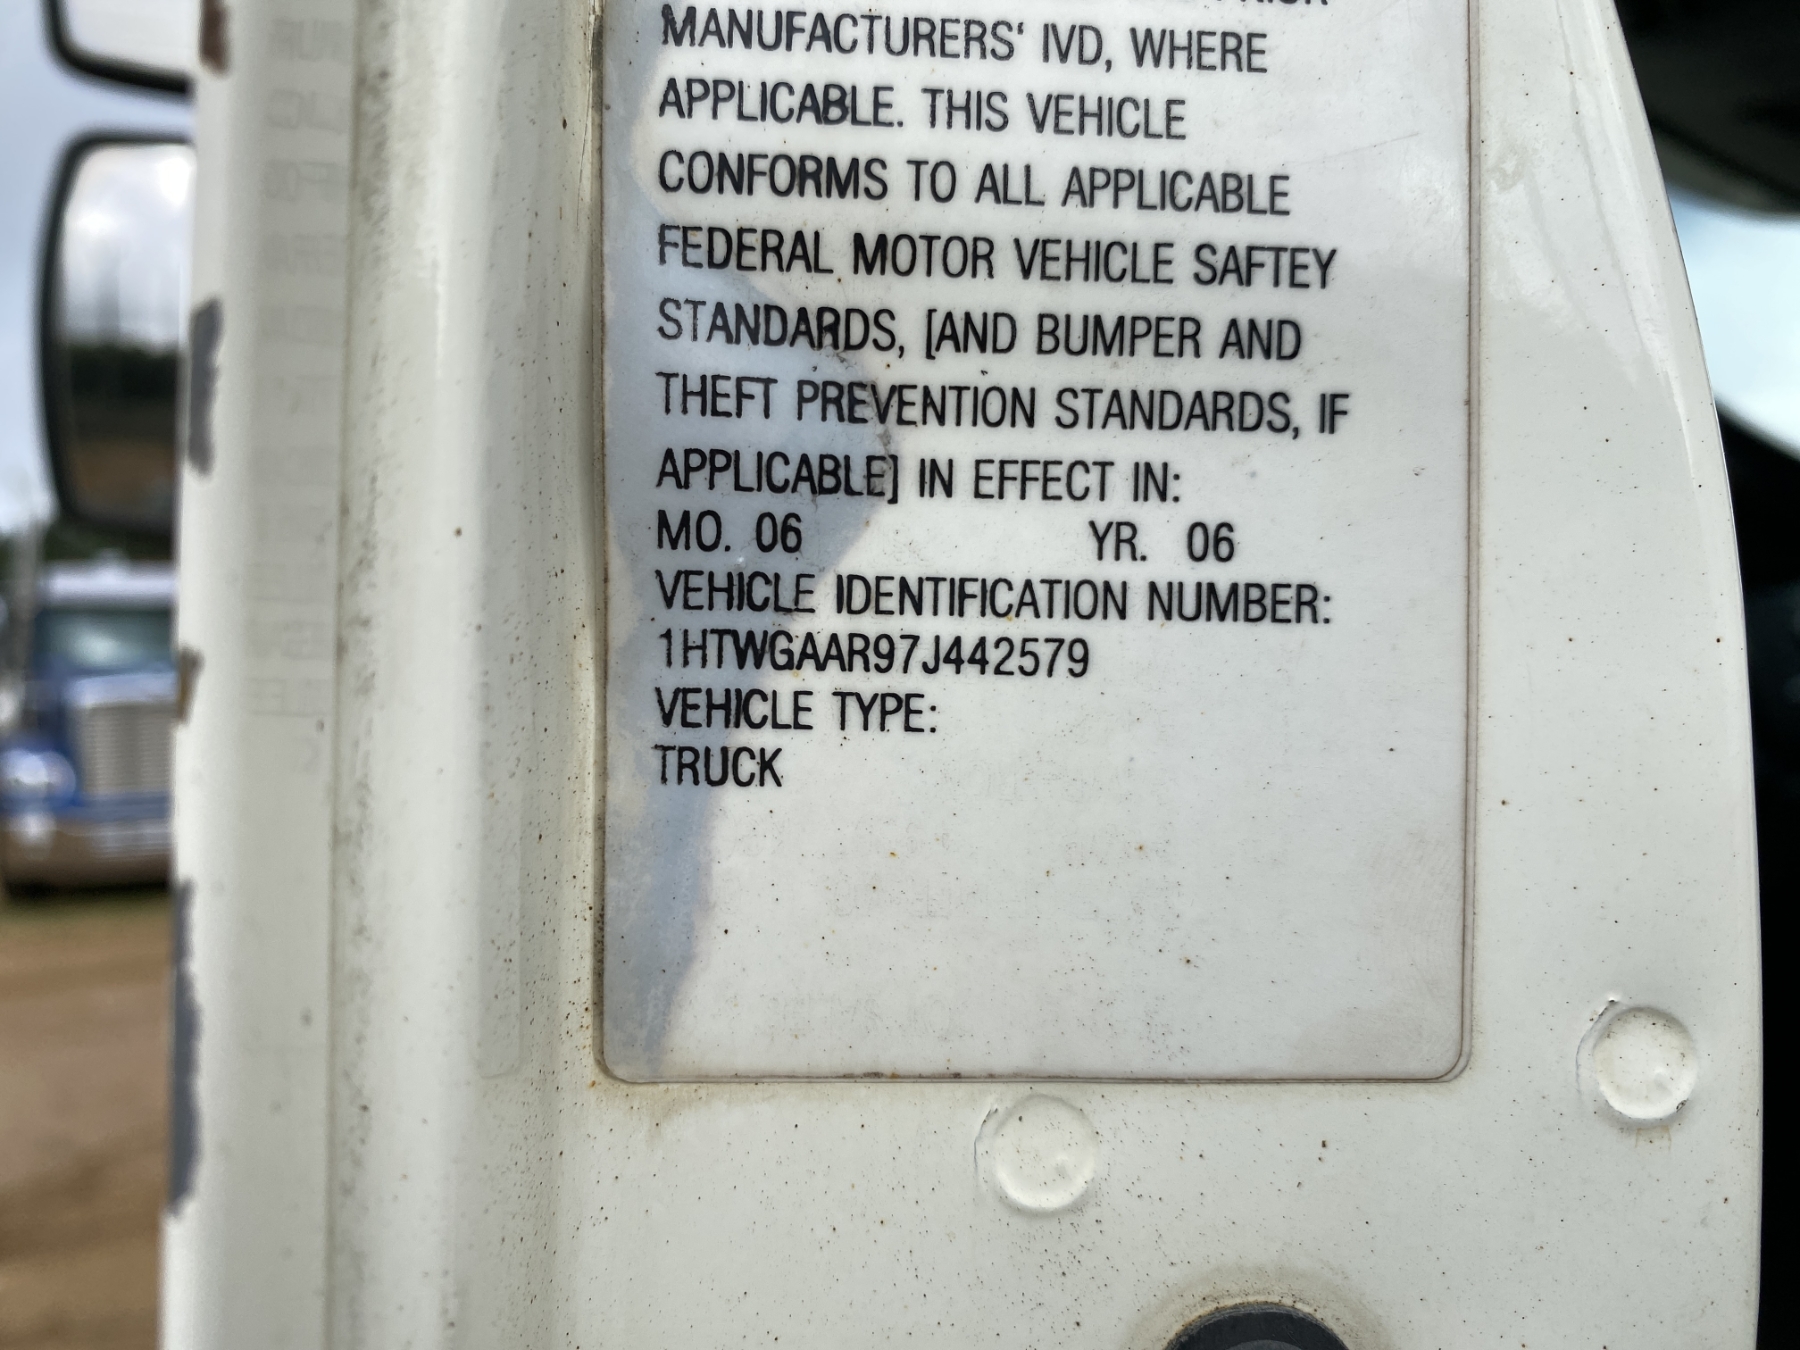 MANUFACTURERS' IVD, WHERE
APPLICABLE. THIS VEHICLE
CONFORMS TO ALL APPLICABLE
FEDERAL MOTOR VEHICLE SAFTEY
STANDARDS, [AND BUMPER AND
THEFT PREVENTION STANDARDS, IF
APPLICABLE] IN EFFECT IN:
MO. 06 YR. 06
VEHICLE IDENTIFICATION NUMBER:
1HTWGAAR97J442579
VEHICLE TYPE:
TRUCK